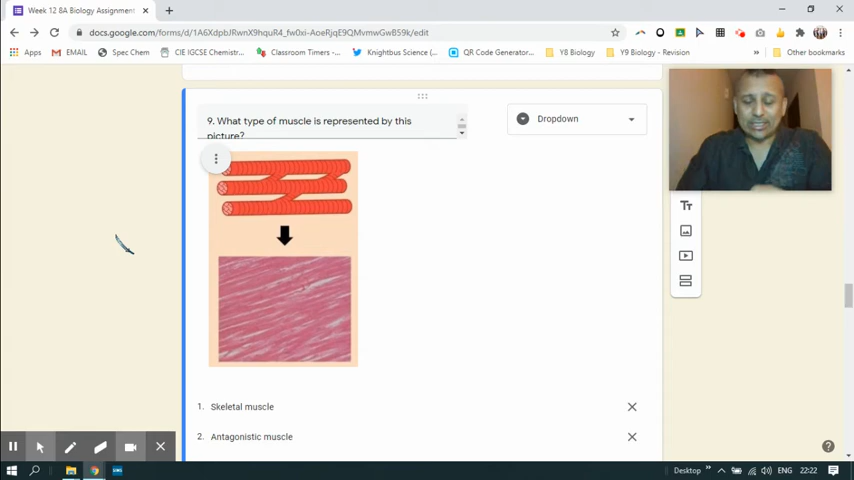 Week 12 8A Biology Assignment
docs.google.com/forms/d/1A6XdpbJRwnX9hquR4_fw0xi-AoeRjqE9QMvmwGwB59k/edit
Apps EMAIL Spec Chem CIE IGCSE Chemistr... Classroom Timers -... Knightbus Science (... QR Code Generator... Y8 Biology Y9 Biology - Revision Other bookmarks
9. What type of muscle is represented by this
picture?
Dropdown
1. Skeletal muscle
2. Antagonistic muscle
Desktop ENG 22:22